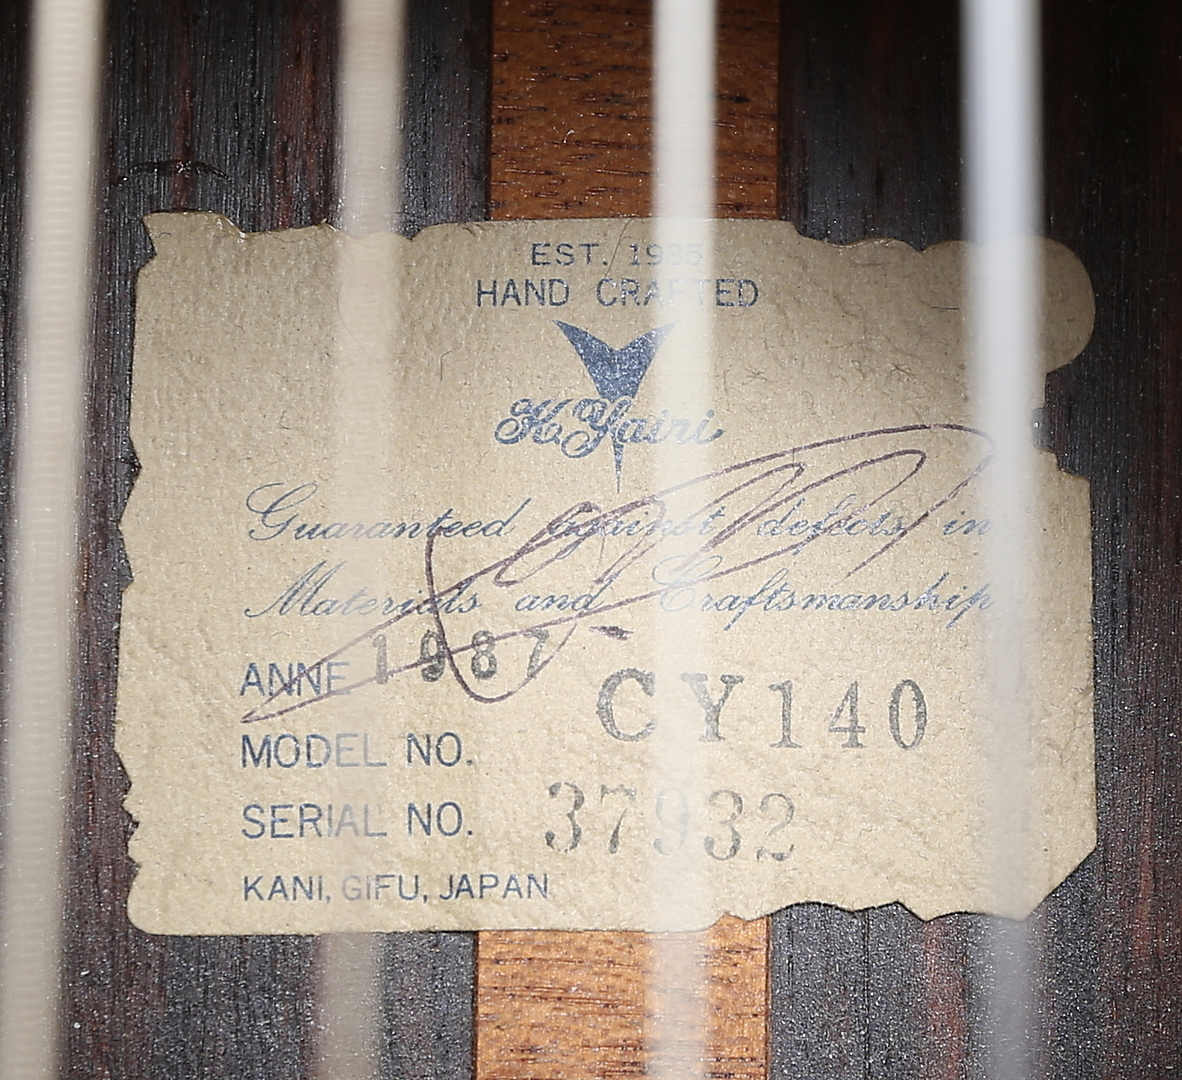 EST. 1935
HAND CRAFTED
K. Yairi
Guaranteed against defects in
Materials and Craftsmanship
ANNE 1987
MODEL NO. CY140
SERIAL NO. 37932
KANI, GIFU, JAPAN